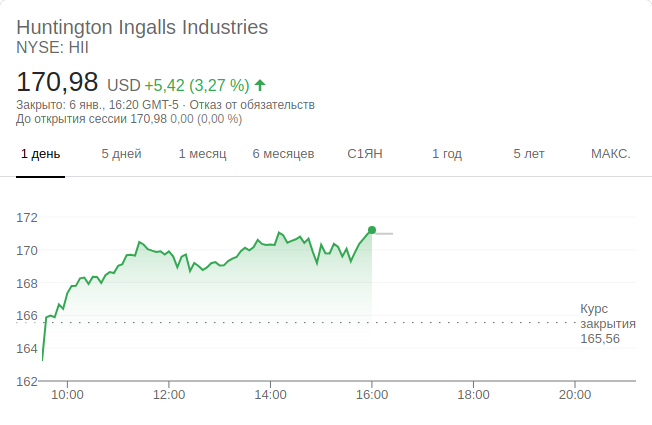 Huntington Ingalls Industries
NYSE: HII
170,98 USD +5,42 (3,27 %)
Закрыто: 6 янв., 16:20 GMT-5 · Отказ от обязательств
До открытия сессии 170,98 0,00 (0,00 %)
1 день 5 дней 1 месяц 6 месяцев С1ЯН 1 год 5 лет МАКС.
172
170
168
166
164
162
Курс
закрытия
165,56
10:00 12:00 14:00 16:00 18:00 20:00